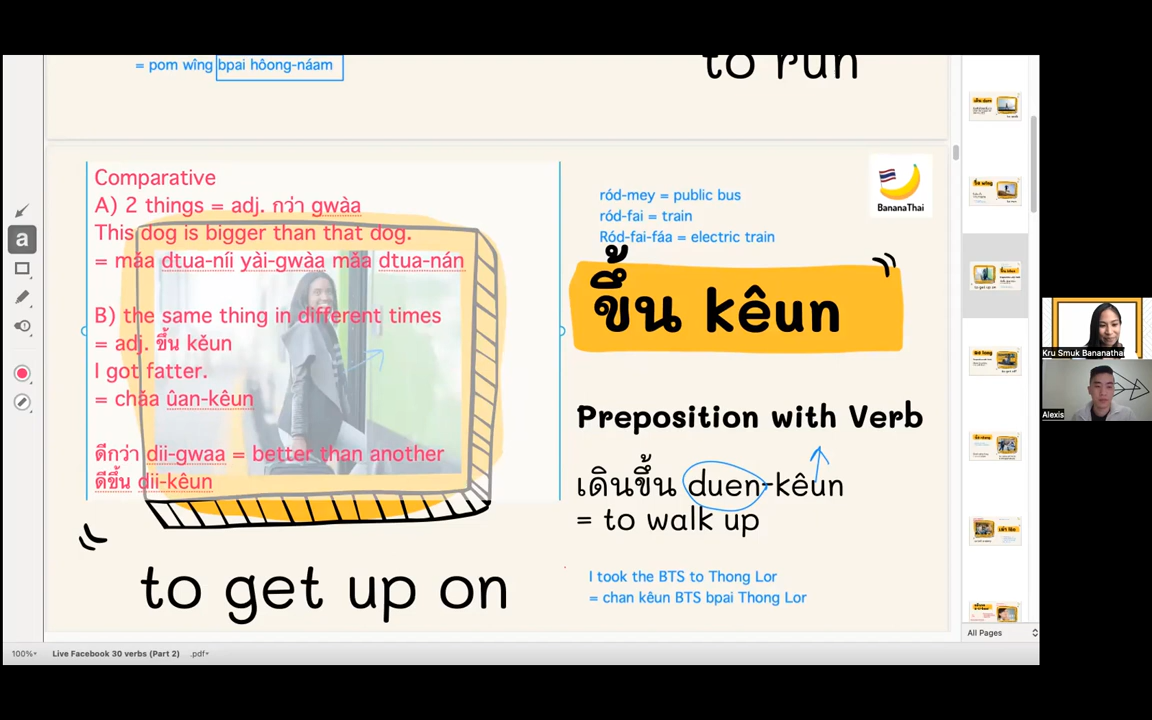 = pom wîng bpai hôong-náam
to run
Comparative
A) 2 things = adj. กว่า gwàa
This dog is bigger than that dog.
= mǎa dtua-níi yài-gwàa mǎa dtua-nán
B) the same thing in different times
= adj. ขึ้น kěun
I got fatter.
= chǎa ûan-kêun
ดีกว่า dii-gwaa = better than another
ดีขึ้น dii-kêun
to get up on
ród-mey = public bus
ród-fai = train
Ród-fai-fáa = electric train
BananaThai
ขึ้น kêun
Preposition with Verb
เดินขึ้น duen-kêun
= to walk up
I took the BTS to Thong Lor
= chan kêun BTS bpai Thong Lor
a
All Pages
100%
Live Facebook 30 verbs (Part 2) .pdf
Kru Smuk Bananathai
Alexis